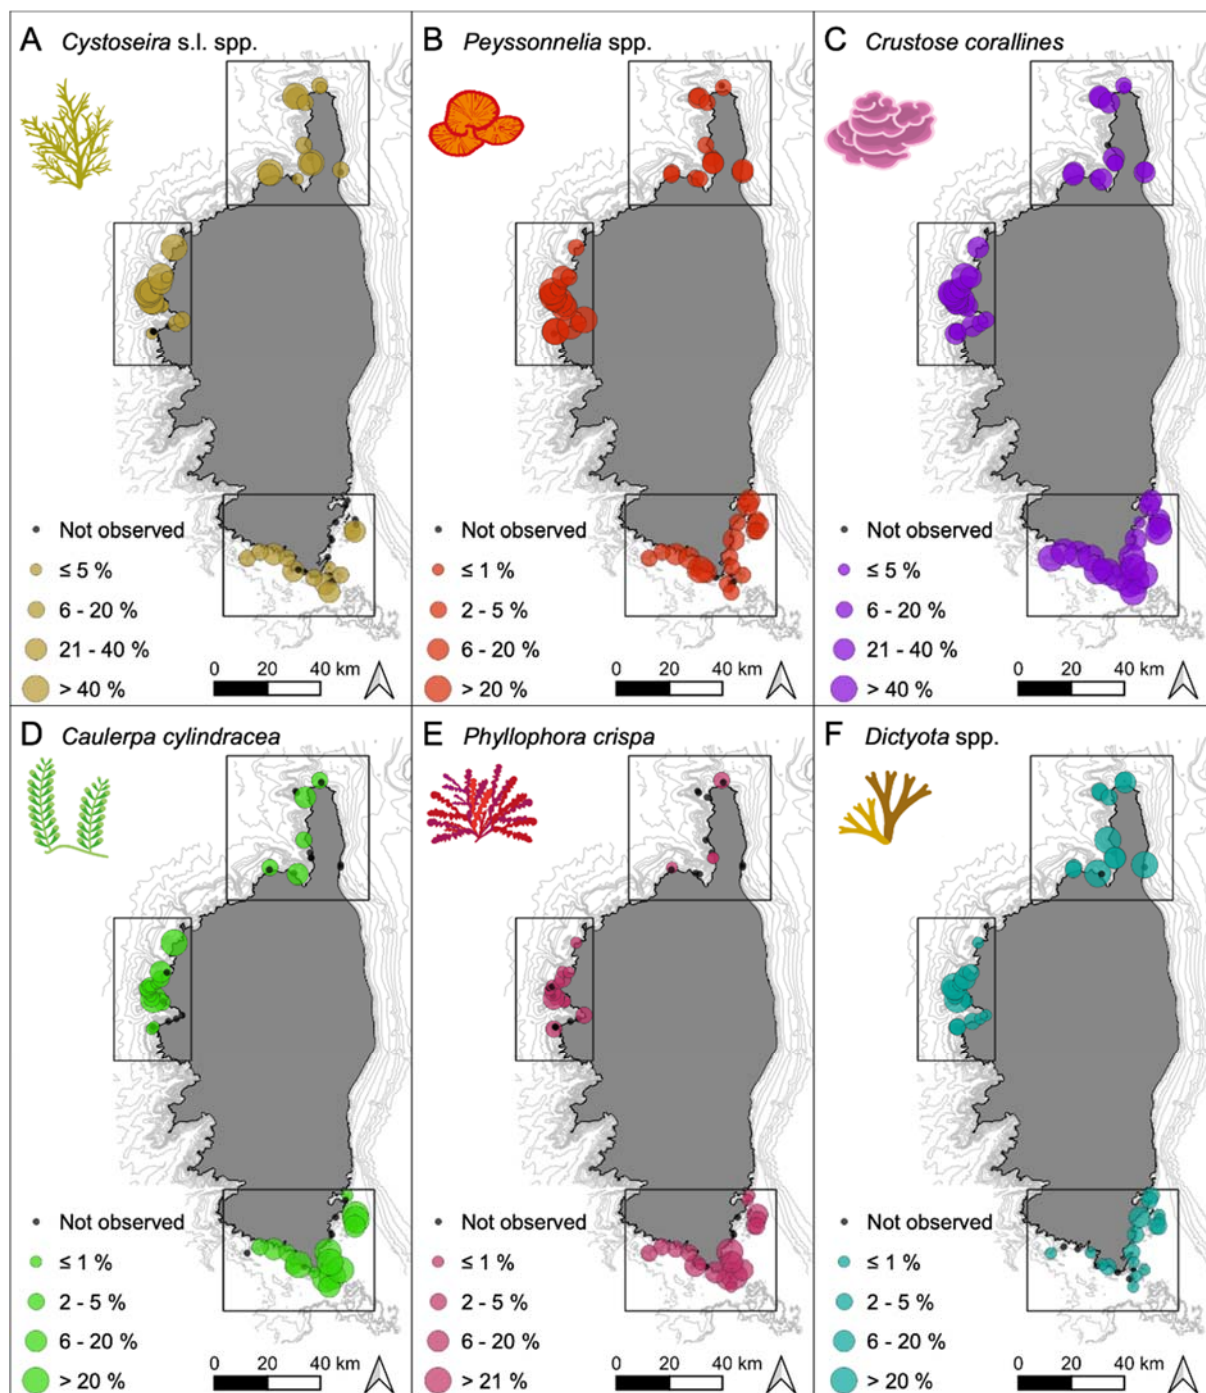 A Cystoseira s.l. spp.
Not observed
≤ 5 %
6 - 20 %
21 - 40 %
> 40 %
0 20 40 km
B Peyssonnelia spp.
Not observed
≤ 1 %
2 - 5 %
6 - 20 %
> 20 %
0 20 40 km
C Crustose corallines
Not observed
≤ 5 %
6 - 20 %
21 - 40 %
> 40 %
0 20 40 km
D Caulerpa cylindracea
Not observed
≤ 1 %
2 - 5 %
6 - 20 %
> 20 %
0 20 40 km
E Phyllophora crispa
Not observed
≤ 1 %
2 - 5 %
6 - 20 %
> 21 %
0 20 40 km
F Dictyota spp.
Not observed
≤ 1 %
2 - 5 %
6 - 20 %
> 20 %
0 20 40 km